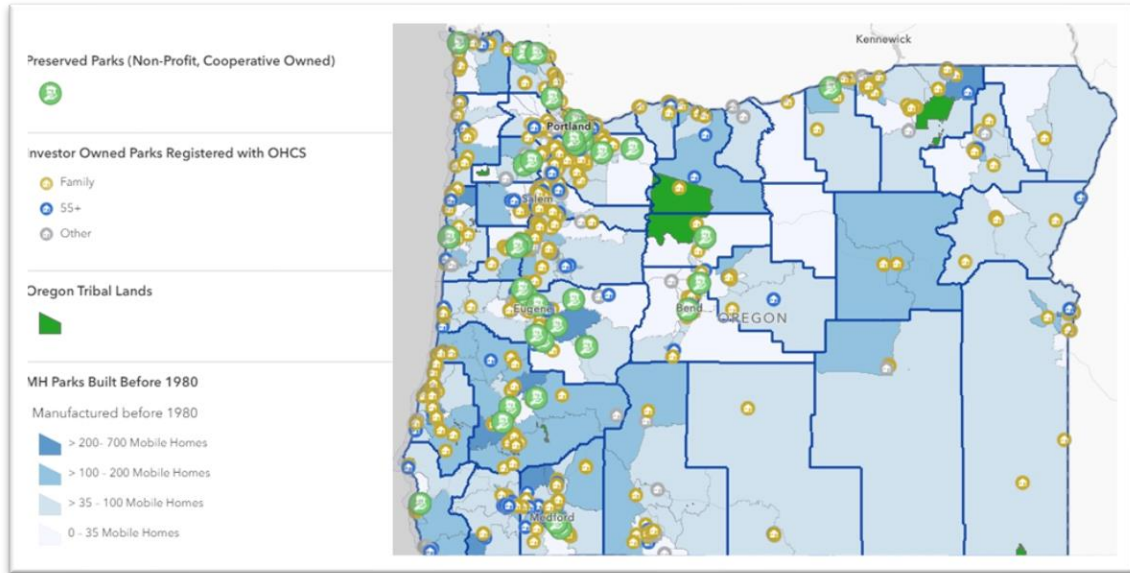 Preserved Parks (Non-Profit, Cooperative Owned)
Investor Owned Parks Registered with OHCS
Family
55+
Other
Oregon Tribal Lands
MH Parks Built Before 1980
Manufactured before 1980
> 200- 700 Mobile Homes
> 100 - 200 Mobile Homes
> 35 - 100 Mobile Homes
0 - 35 Mobile Homes
Kennewick
Portland
Salem
Eugene
Bend
OREGON
Medford